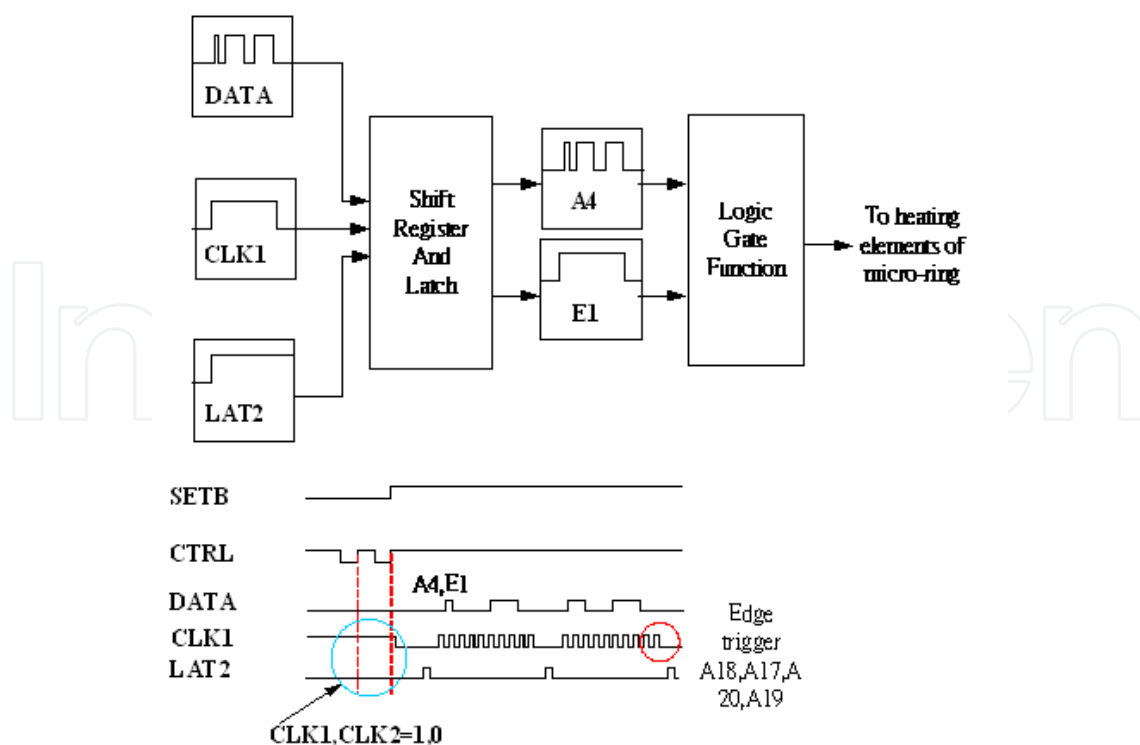 DATA
CLK1
LAT2
Shift
Register
And
Latch
A4
E1
Logic
Gate
Function
To heating
elements of
micro-ring
SETB
CTRL
A4,E1
DATA
CLK1
LAT2
Edge
trigger
A18,A17,A
20,A19
CLK1,CLK2=1,0